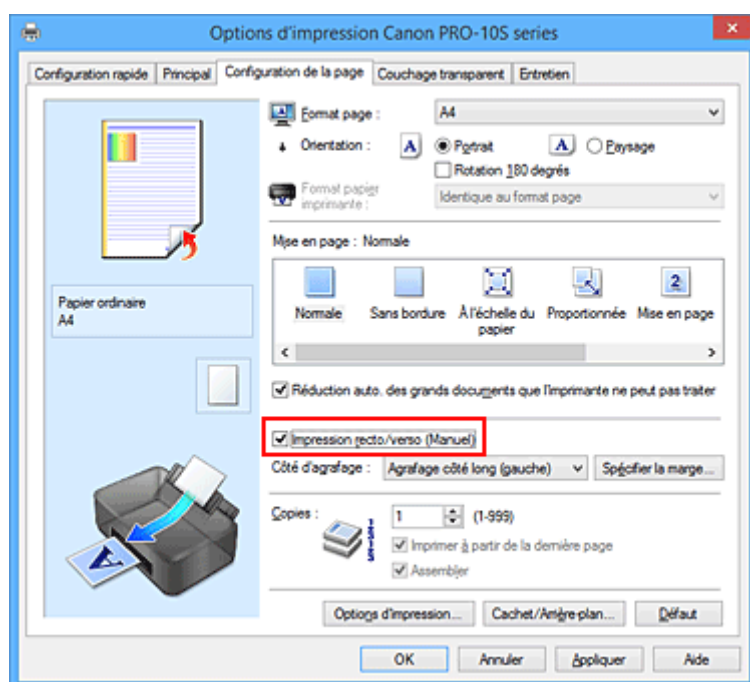 Options d'impression Canon PRO-10S series
Configuration rapide Principal Configuration de la page Couchage transparent Entretien
Format page : A4
Orientation : A Portrait A Paysage
Rotation 180 degrés
Format papier imprimante : Identique au format page
Mise en page : Normale
2
Normale Sans bordure À l'échelle du papier Proportionnée Mise en page
Papier ordinaire
A4
Réduction auto. des grands documents que l'imprimante ne peut pas traiter
Impression recto/verso (Manuel)
Côté d'agrafage : Agrafage côté long (gauche) Spécifier la marge...
Copies : 1 (1-999)
Imprimer à partir de la dernière page
Assembler
A
Options d'impression... Cachet/Arrière-plan... Défaut
OK Annuler Appliquer Aide